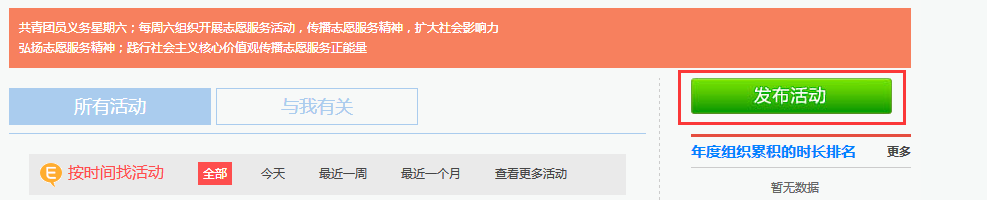 共青团员义务星期六；每周六组织开展志愿服务活动，传播志愿服务精神，扩大社会影响力
弘扬志愿服务精神；践行社会主义核心价值观传播志愿服务正能量
所有活动 与我有关
发布活动
年度组织累积的时长排名 更多
暂无数据
E 按时间找活动 全部 今天 最近一周 最近一个月 查看更多活动